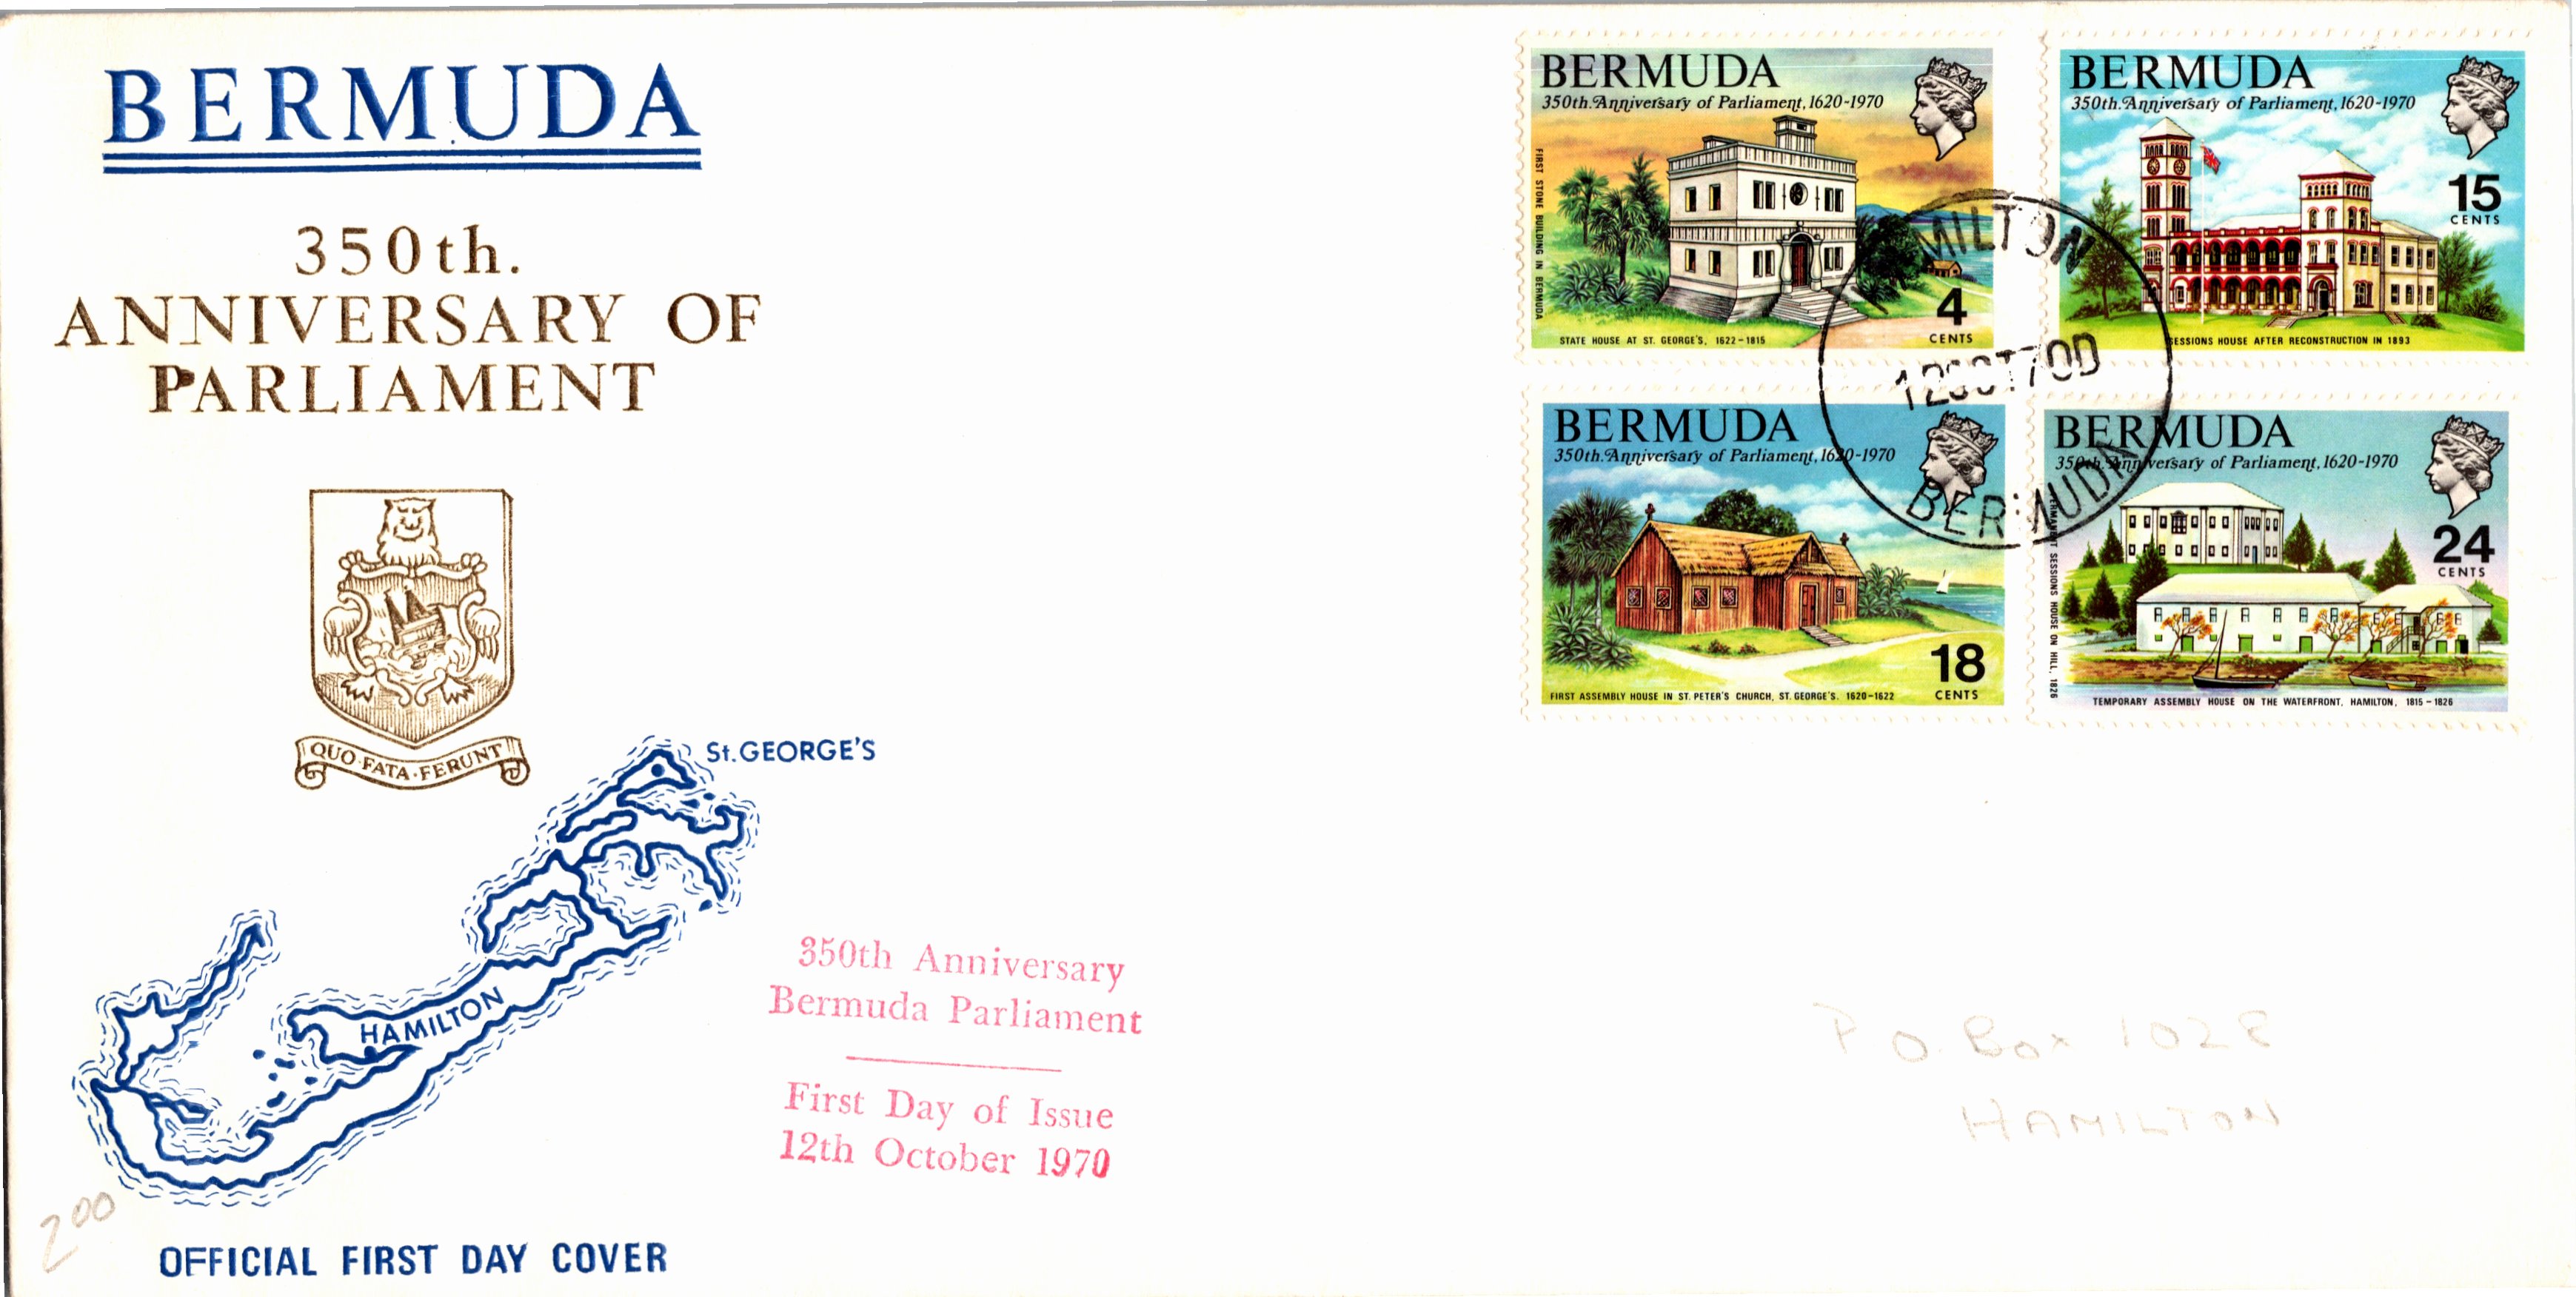 BERMUDA
350th.
ANNIVERSARY OF
PARLIAMENT
QUO·FATA·FERUNT
St.GEORGE'S
HAMILTON
200
OFFICIAL FIRST DAY COVER
350th Anniversary
Bermuda Parliament
First Day of Issue
12th October 1970
BERMUDA
350th. Anniversary of Parliament, 1620-1970
FIRST STONE BUILDING IN BERMUDA
4
CENTS
STATE HOUSE AT ST. GEORGE'S, 1622-1815
BERMUDA
350th. Anniversary of Parliament, 1620-1970
15
CENTS
SESSIONS HOUSE AFTER RECONSTRUCTION IN 1893
HAMILTON
BERMUDA
BERMUDA
350th. Anniversary of Parliament, 1620-1970
18
CENTS
FIRST ASSEMBLY HOUSE IN ST. PETER'S CHURCH, ST. GEORGE'S. 1620-1622
BERMUDA
350th. Anniversary of Parliament, 1620-1970
PERMANENT SESSIONS HOUSE ON HILL, 1826
24
CENTS
TEMPORARY ASSEMBLY HOUSE ON THE WATERFRONT, HAMILTON, 1815-1826
P O. Box 1028
HAMILTON